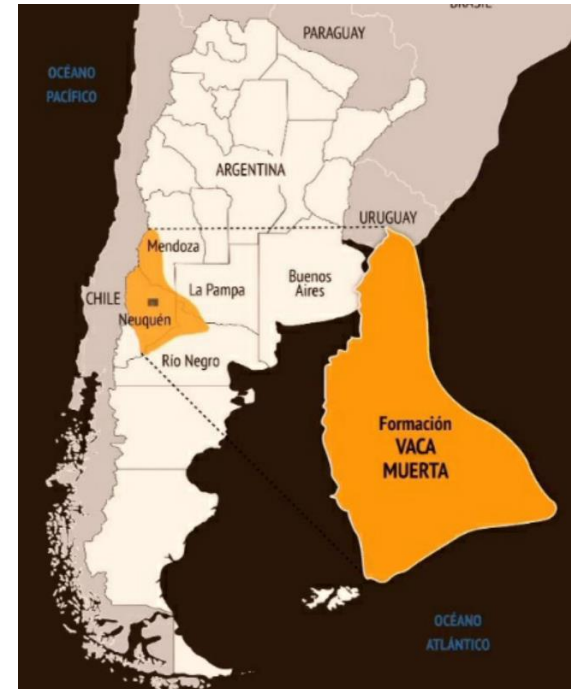 BRASIL
PARAGUAY
OCÉANO
PACÍFICO
ARGENTINA
URUGUAY
Mendoza
Buenos
Aires
La Pampa
CHILE
Neuquén
Río Negro
Formación
VACA
MUERTA
OCÉANO
ATLÁNTICO